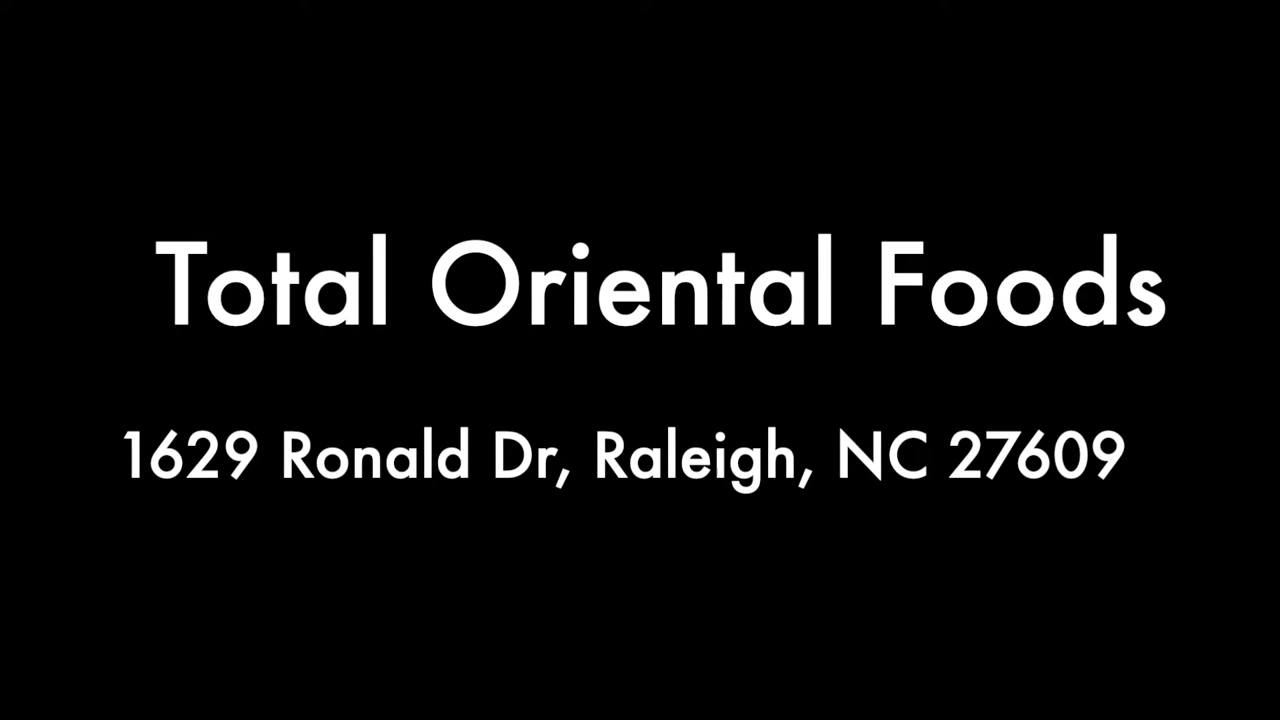 Total Oriental Foods
1629 Ronald Dr, Raleigh, NC 27609